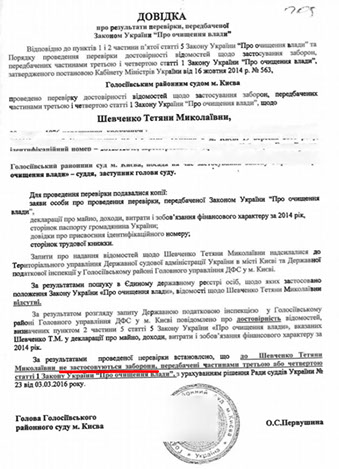 ДОВІДКА
про результати перевірки, передбаченої
Законом України "Про очищення влади"
Відповідно до пунктів 1 і 2 частини п'ятої статті 5 Закону України "Про очищення влади" та
Порядку проведення перевірки достовірності відомостей щодо застосування заборон,
передбачених частинами третьою і четвертою статті 1 Закону України "Про очищення влади",
затвердженого постановою Кабінету Міністрів України від 16 жовтня 2014 р. № 563,
Голосіївським районним судом м. Києва
проведено перевірку достовірності відомостей щодо застосування заборон, передбачених
частинами третьою і четвертою статті 1 Закону України "Про очищення влади", щодо
Шевченко Тетяни Миколаївни,
ідентифікаційний номер –
Голосіївський районний суд м. Києва, посада на час застосування
очищення влади» – суддя, заступник голови суду.
Для проведення перевірки подавалися копії:
заяви особи про проведення перевірки, передбаченої Законом України "Про очищення
влади",
декларації про майно, доходи, витрати і зобов'язання фінансового характеру за 2014 рік,
сторінок паспорту громадянина України;
довідки про присвоєння ідентифікаційного номеру;
сторінок трудової книжки.
Запити про надання відомостей щодо Шевченко Тетяни Миколаївни надсилалися до
Територіального управління Державної судової адміністрації України в місті Києві та Державної
податкової інспекції у Голосіївському районі Головного управління ДФС у м. Києві.
За результатами пошуку в Єдиному державному реєстрі осіб, щодо яких застосовано
положення Закону України «Про очищення влади», відомості щодо Шевченко Тетяни Миколаївни
відсутні.
За результатом розгляду запиту Державною податковою інспекцією у Голосіївському
районі Головного управління ДФС у м. Києві повідомлено про достовірність відомостей,
визначених пунктом 2 частини 5 статті 5 Закону України «Про очищення влади», вказаних
Шевченко Т.М. у декларації про майно, доходи, витрати і зобов'язання фінансового характеру за
2014 рік.
За результатами проведеної перевірки встановлено, що до Шевченко Тетяни
Миколаївни не застосовуються заборони, передбачені частинами третьою або четвертою
статті 1 Закону України "Про очищення влади", з урахуванням рішення Ради суддів України №
23 від 03.03.2016 року.
Голова Голосіївського
районного суду м. Києва
О.С.Первушина